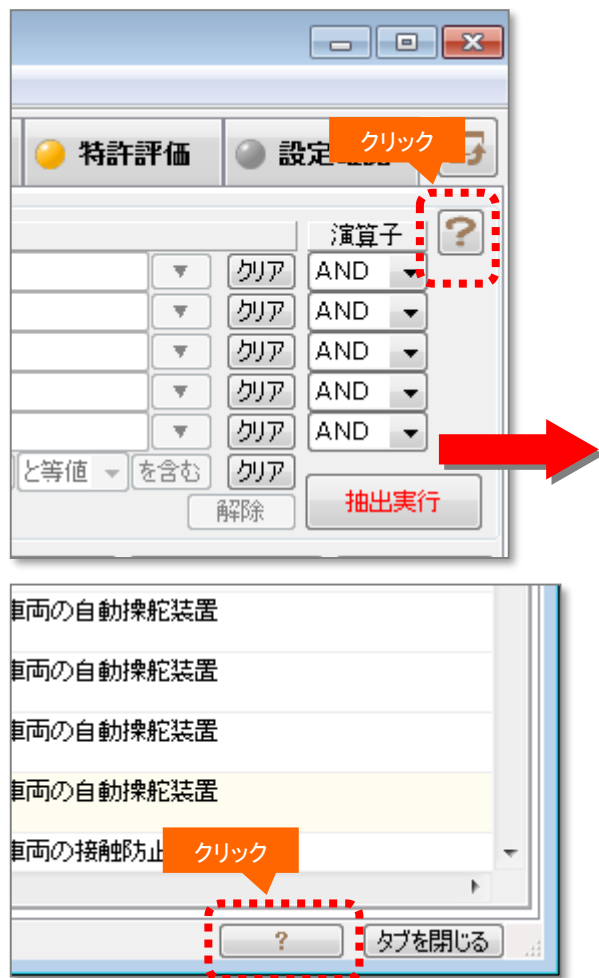 特許評価
設定
クリック
演算子
?
クリア
AND
クリア
AND
クリア
AND
クリア
AND
クリア
AND
と等値
を含む
クリア
解除
抽出実行
車両の自動操舵装置
車両の自動操舵装置
車両の自動操舵装置
車両の自動操舵装置
車両の接触防止
クリック
?
タブを閉じる